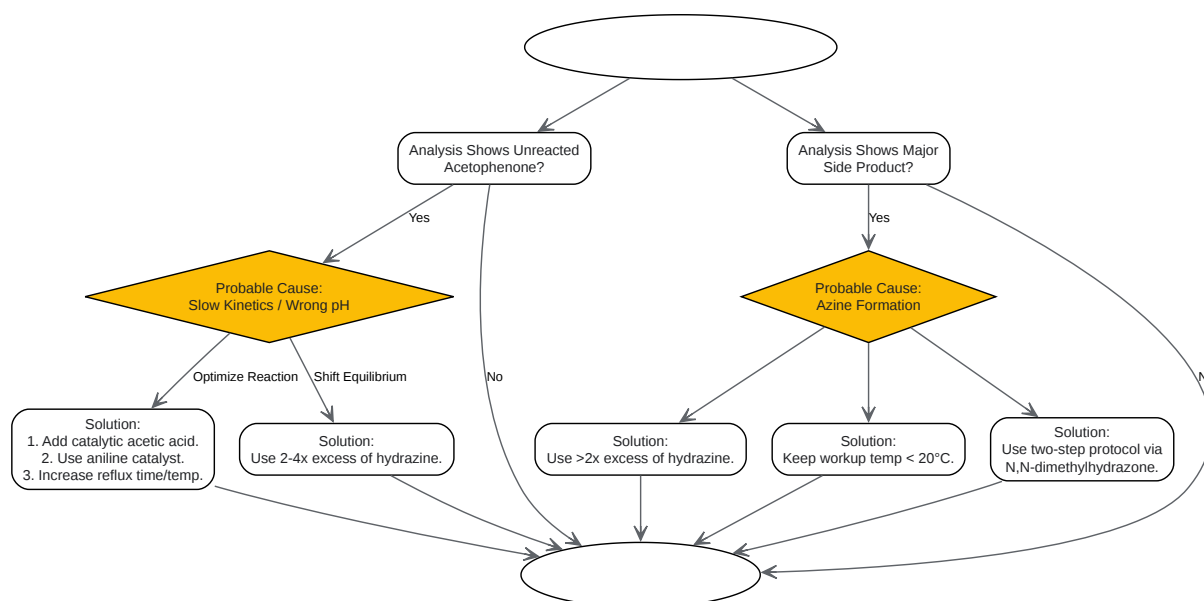 Analysis Shows Unreacted
Acetophenone?
Analysis Shows Major
Side Product?
Yes
Yes
Probable Cause:
Slow Kinetics / Wrong pH
Probable Cause:
Azine Formation
Optimize Reaction
Shift Equilibrium
No
N
Solution:
1. Add catalytic acetic acid.
2. Use aniline catalyst.
3. Increase reflux time/temp.
Solution:
Use 2-4x excess of hydrazine.
Solution:
Use >2x excess of hydrazine.
Solution:
Keep workup temp < 20°C.
Solution:
Use two-step protocol via
N,N-dimethylhydrazone.